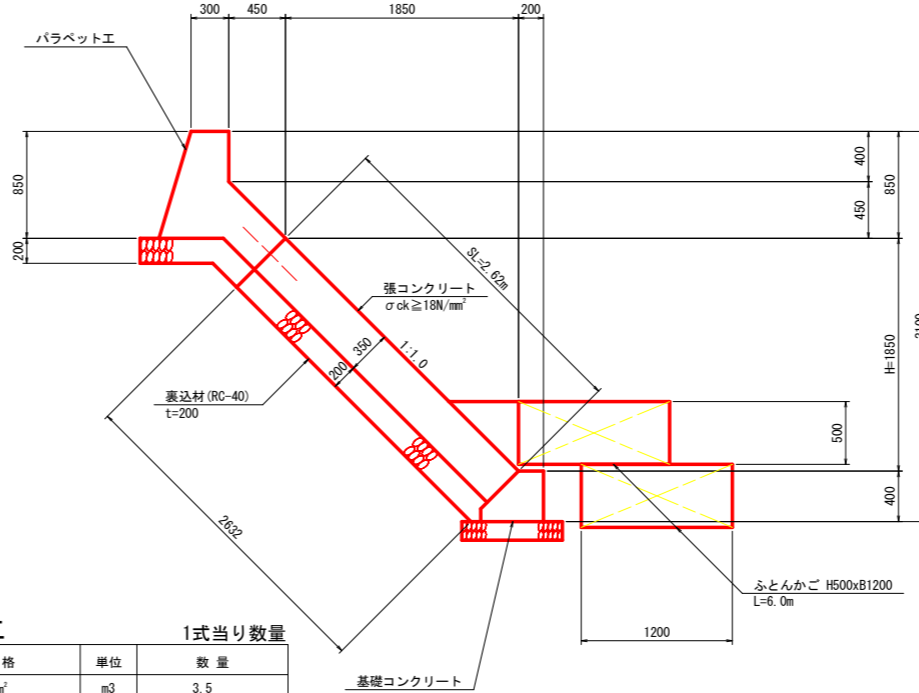 300
450
1850
200
パラペット工
850
200
400
450
850
SL=2.62m
張コンクリート
σck≧18N/mm²
1:1.0
350
200
裏込材(RC-40)
t=200
H=1850
500
400
2632
ふとんかご H500xB1200
L=6.0m
1200
基礎コンクリート
1式当り数量
格
単位
数 量
m3
3.5